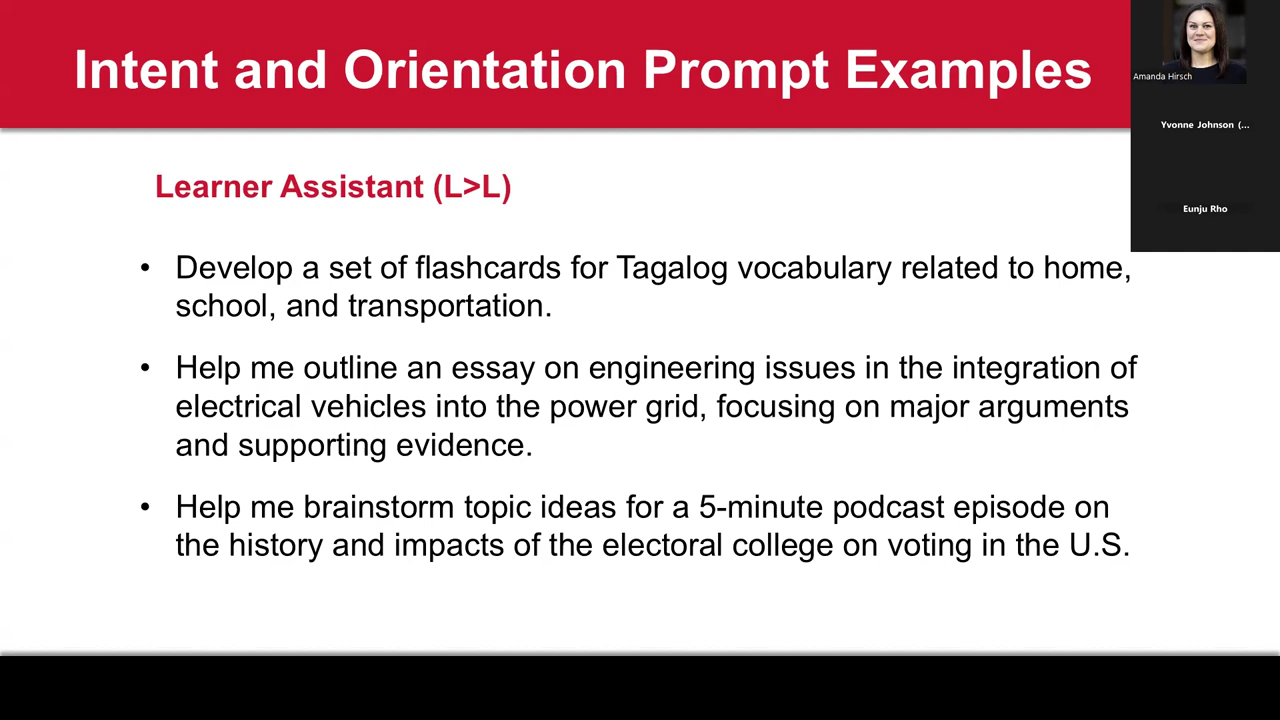 Intent and Orientation Prompt Examples
Amanda Hirsch
Yvonne Johnson (...
Eunju Rho
Learner Assistant (L>L)
• Develop a set of flashcards for Tagalog vocabulary related to home,
school, and transportation.
• Help me outline an essay on engineering issues in the integration of
electrical vehicles into the power grid, focusing on major arguments
and supporting evidence.
• Help me brainstorm topic ideas for a 5-minute podcast episode on
the history and impacts of the electoral college on voting in the U.S.